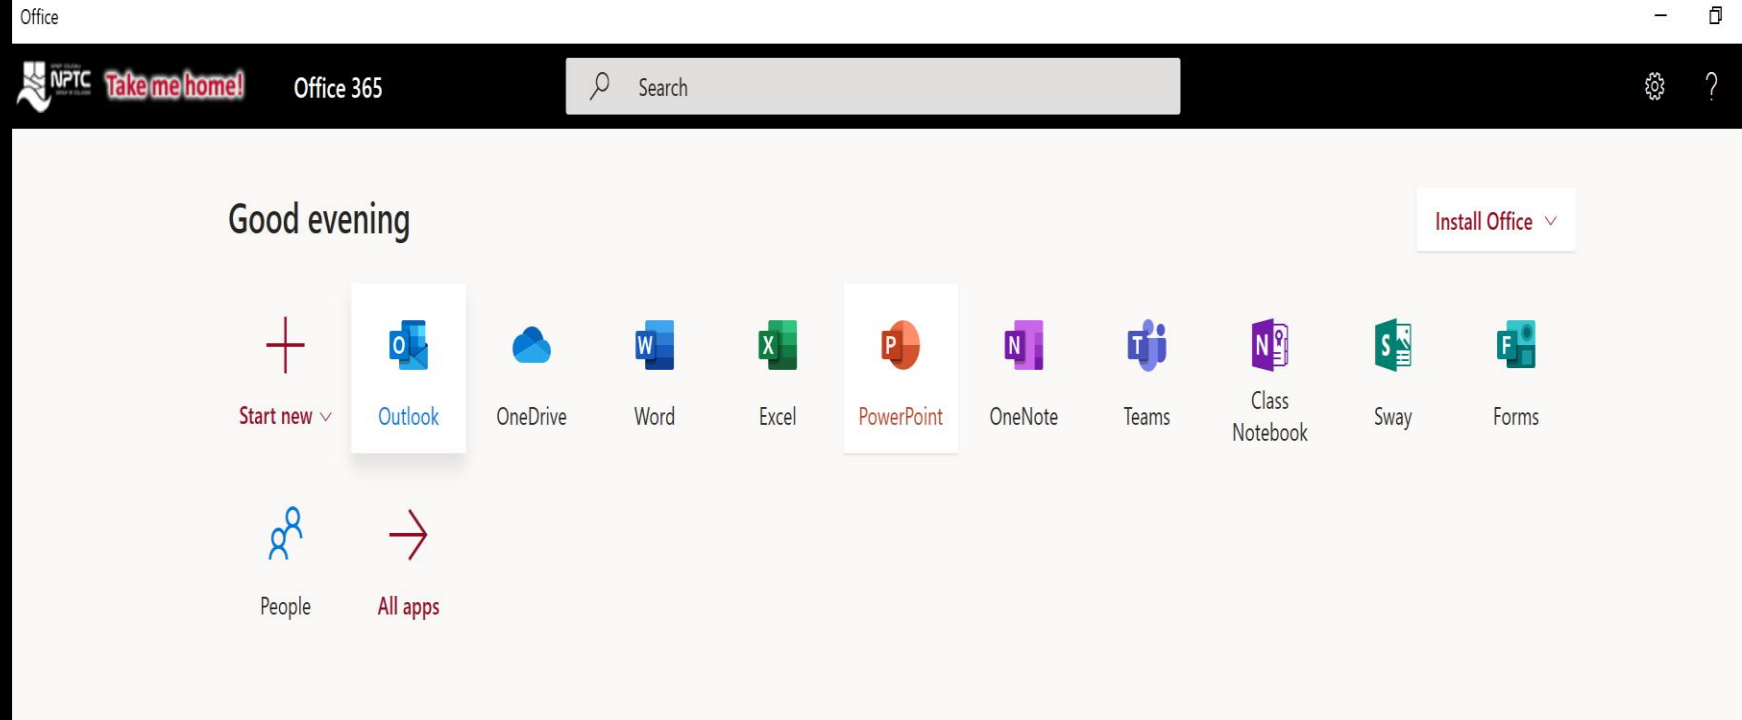 Office
NPTC
Take me home!
Office 365
Search
?
Good evening
Install Office
Start new
Outlook
OneDrive
Word
Excel
PowerPoint
OneNote
Teams
Class
Notebook
Sway
Forms
People
All apps